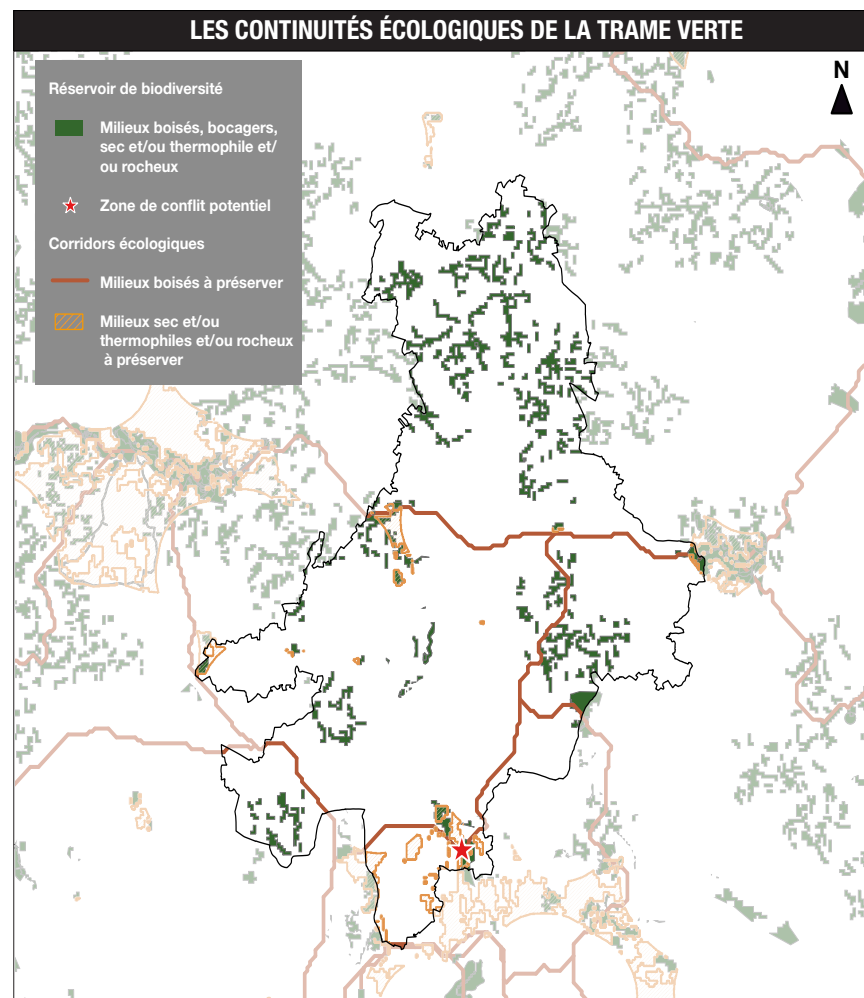 LES CONTINUITÉS ÉCOLOGIQUES DE LA TRAME VERTE
N
Réservoir de biodiversité
Milieux boisés, bocagers,
sec et/ou thermophile et/
ou rocheux
Zone de conflit potentiel
Corridors écologiques
Milieux boisés à préserver
Milieux sec et/ou
thermophiles et/ou rocheux
à préserver